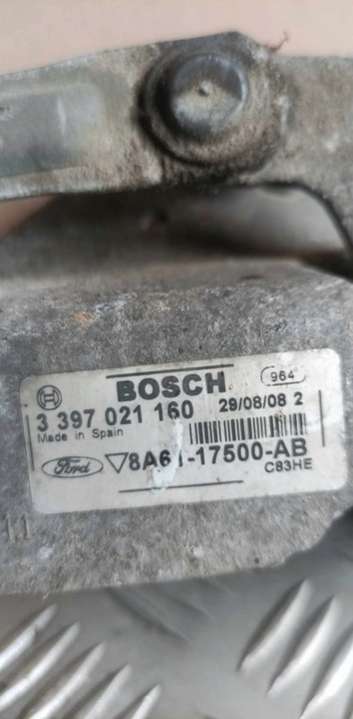 BOSCH 964
3 397 021 160 29/08/08 2
Made in Spain
Ford 8A61-17500-AB
C83HE